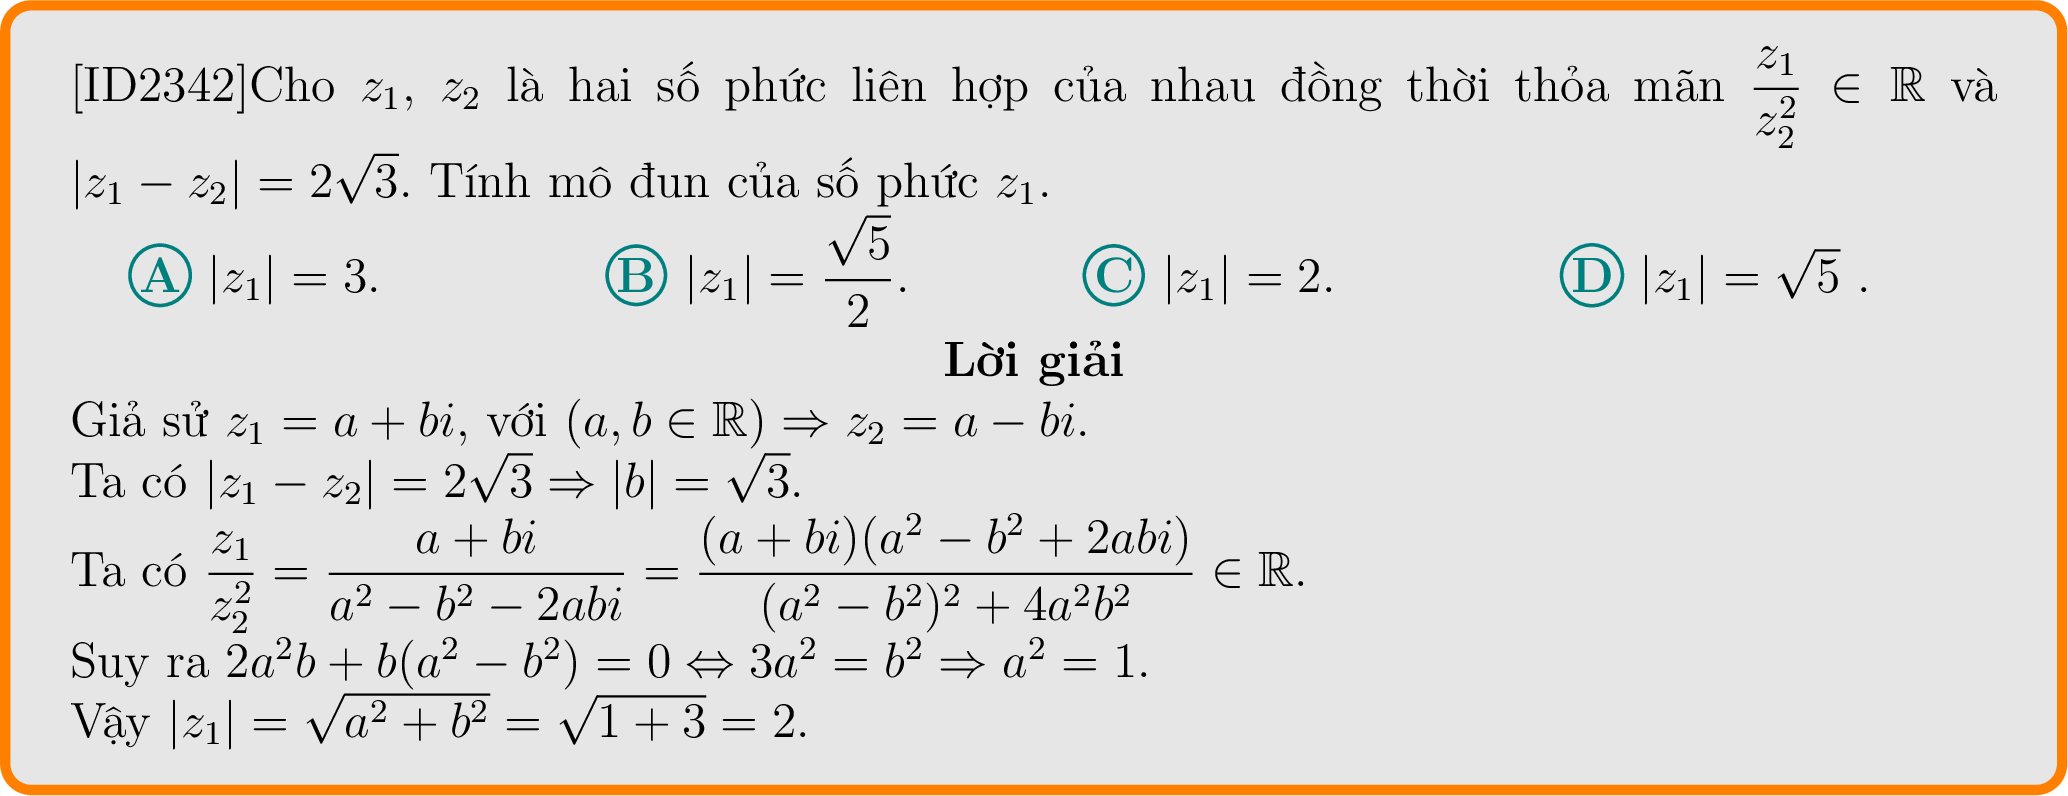 [ID2342]Cho $z_1$, $z_2$ là hai số phức liên hợp của nhau đồng thời thỏa mãn $\dfrac{z_1}{z_2^2} \in \mathbb{R}$ và
$|z_1 - z_2| = 2\sqrt{3}$. Tính mô đun của số phức $z_1$.
Ⓐ $|z_1| = 3$. Ⓑ $|z_1| = \dfrac{\sqrt{5}}{2}$. Ⓒ $|z_1| = 2$. Ⓓ $|z_1| = \sqrt{5}$ .
Lời giải
Giả sử $z_1 = a + bi$, với $(a, b \in \mathbb{R}) \Rightarrow z_2 = a - bi$.
Ta có $|z_1 - z_2| = 2\sqrt{3} \Rightarrow |b| = \sqrt{3}$.
Ta có $\dfrac{z_1}{z_2^2} = \dfrac{a + bi}{a^2 - b^2 - 2abi} = \dfrac{(a + bi)(a^2 - b^2 + 2abi)}{(a^2 - b^2)^2 + 4a^2b^2} \in \mathbb{R}$.
Suy ra $2a^2b + b(a^2 - b^2) = 0 \Leftrightarrow 3a^2 = b^2 \Rightarrow a^2 = 1$.
Vậy $|z_1| = \sqrt{a^2 + b^2} = \sqrt{1 + 3} = 2$.